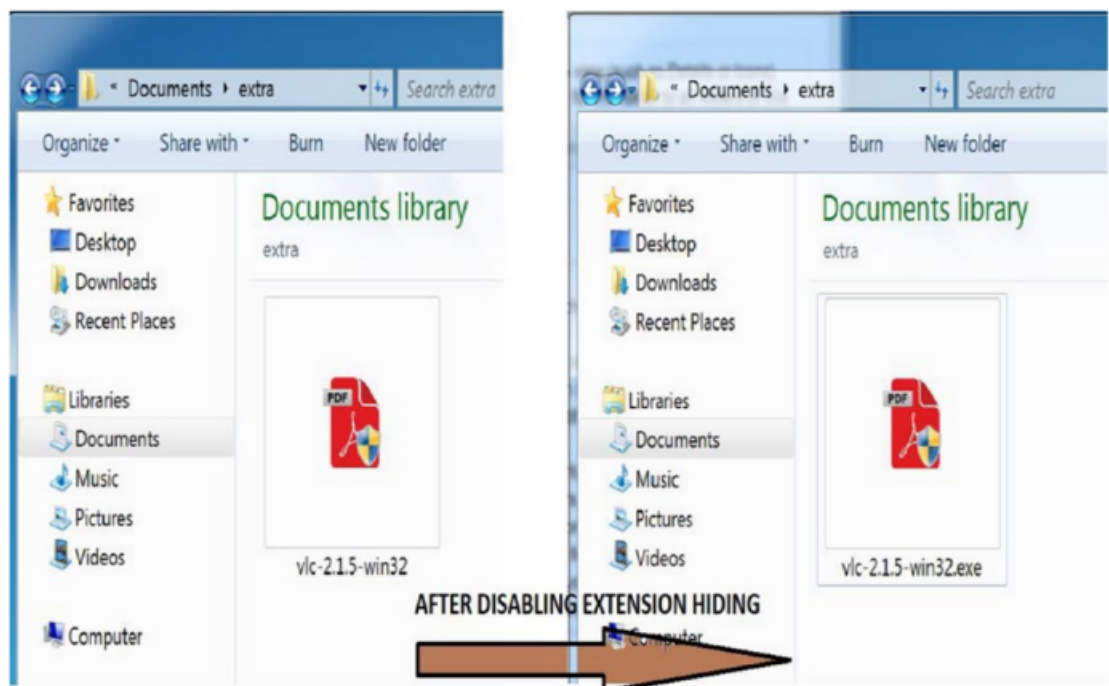 « Documents › extra
Search extra
Organize
Share with
Burn
New folder
Favorites
Desktop
Downloads
Recent Places
Libraries
Documents
Music
Pictures
Videos
Computer
Documents library
extra
PDF
vlc-2.1.5-win32
AFTER DISABLING EXTENSION HIDING
« Documents › extra
Search extra
Organize
Share with
Burn
New folder
Favorites
Desktop
Downloads
Recent Places
Libraries
Documents
Music
Pictures
Videos
Computer
Documents library
extra
PDF
vlc-2.1.5-win32.exe